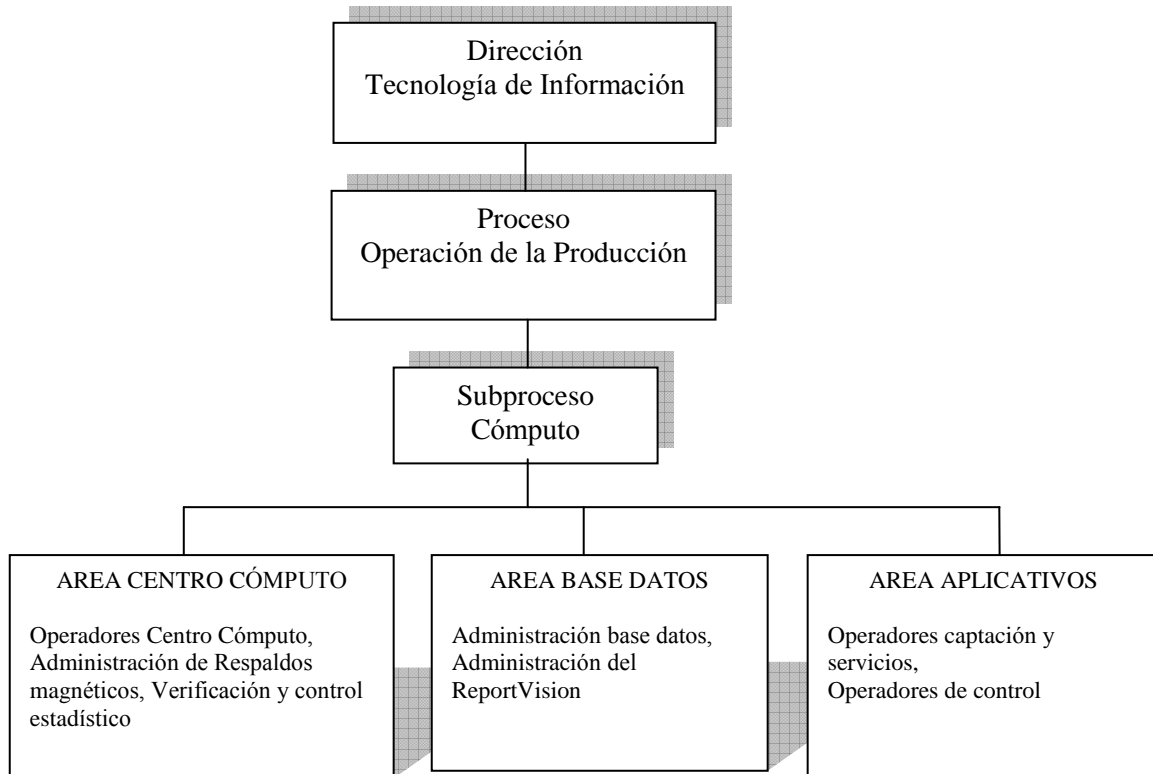 Dirección
Tecnología de Información
Proceso
Operación de la Producción
Subproceso
Cómputo
AREA CENTRO CÓMPUTO
Operadores Centro Cómputo,
Administración de Respaldos
magnéticos, Verificación y control
estadístico
AREA BASE DATOS
Administración base datos,
Administración del
ReportVision
AREA APLICATIVOS
Operadores captación y
servicios,
Operadores de control